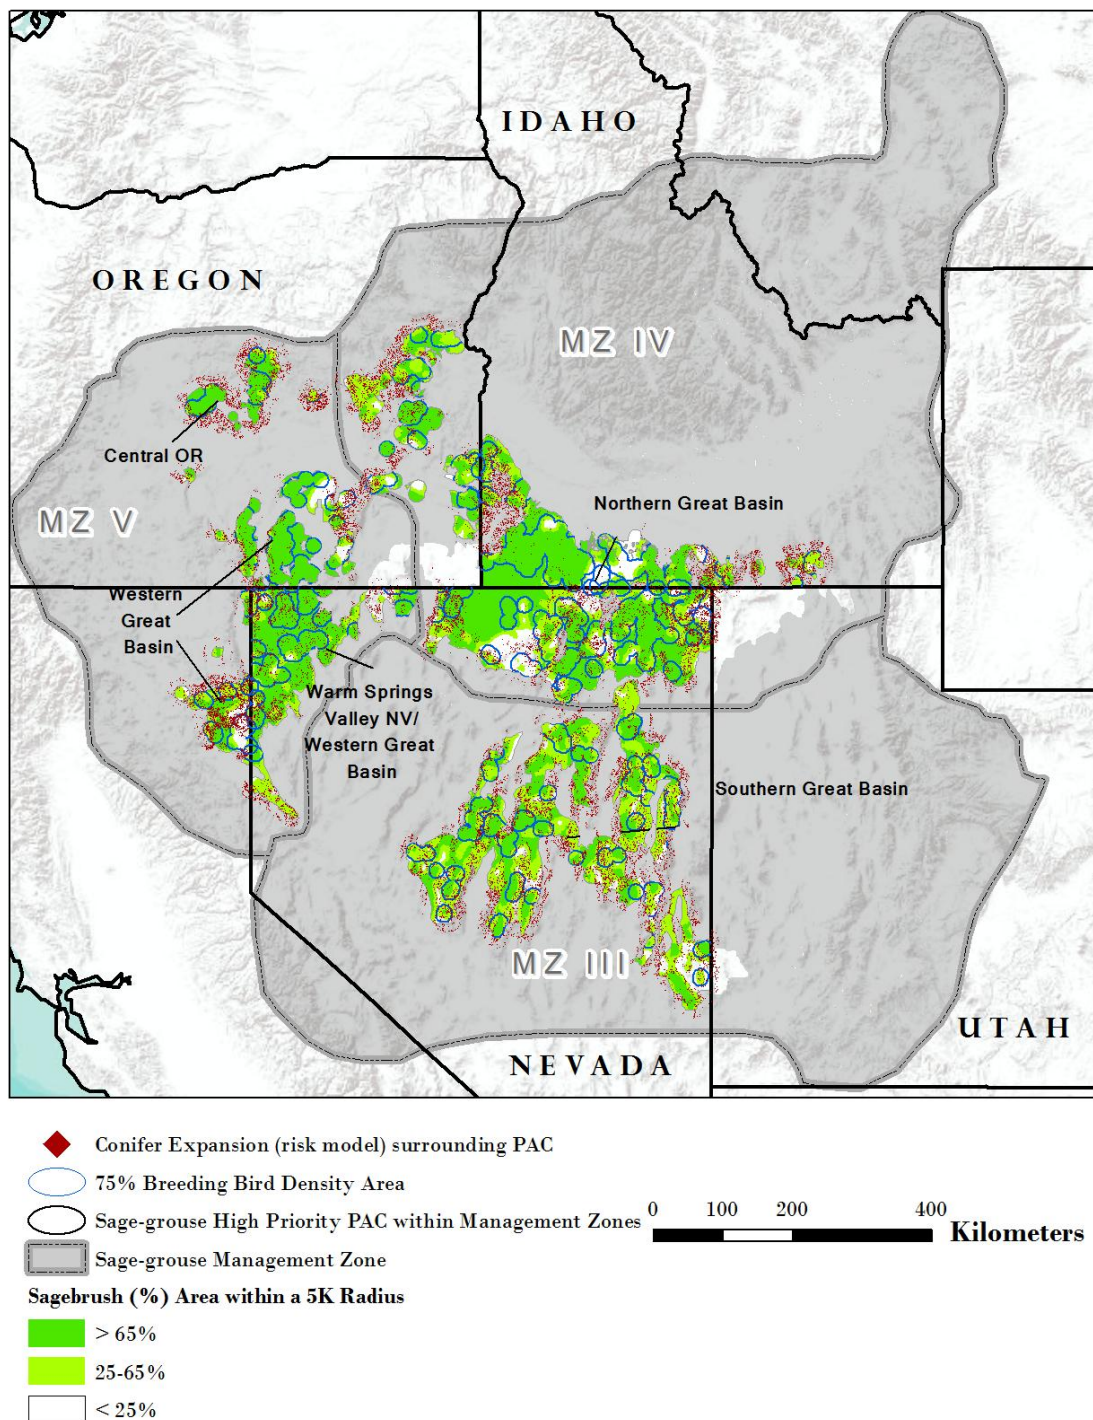 IDAHO
OREGON
MZ IV
Central OR
Northern Great Basin
MZ V
Western
Great
Basin
Warm Springs
Valley NV/
Western Great
Basin
Southern Great Basin
MZ III
UTAH
NEVADA
Conifer Expansion (risk model) surrounding PAC
75% Breeding Bird Density Area
Sage-grouse High Priority PAC within Management Zones
0 100 200 400
Kilometers
Sage-grouse Management Zone
Sagebrush (%) Area within a 5K Radius
> 65%
25-65%
< 25%